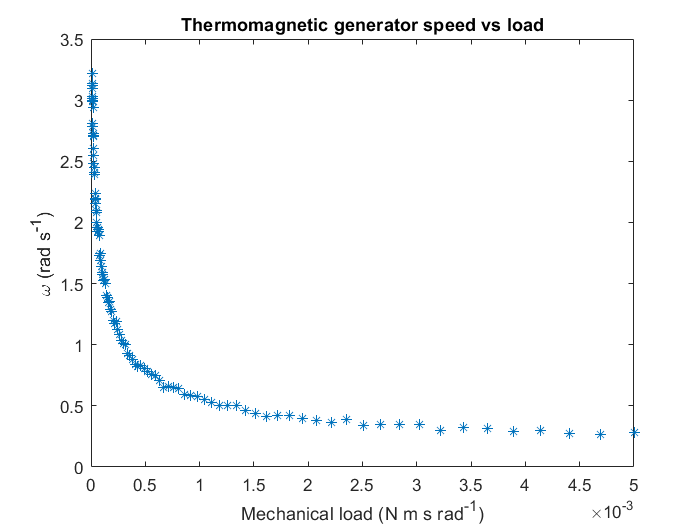 Thermomagnetic generator speed vs load
3.5
3
2.5
2
1.5
1
0.5
0
ω (rad s⁻¹)
0 0.5 1 1.5 2 2.5 3 3.5 4 4.5 5
×10⁻³
Mechanical load (N m s rad⁻¹)